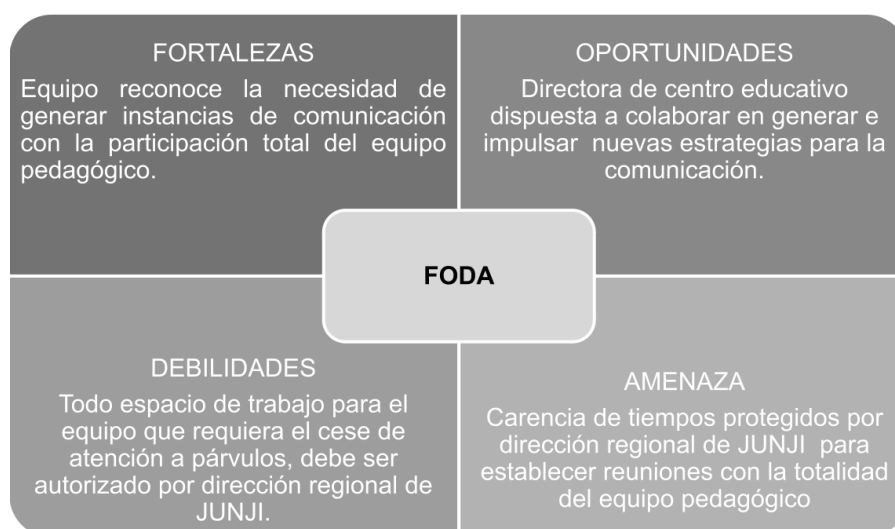 FORTALEZAS
Equipo reconoce la necesidad de
generar instancias de comunicación
con la participación total del equipo
pedagógico.
OPORTUNIDADES
Directora de centro educativo
dispuesta a colaborar en generar e
impulsar nuevas estrategias para la
comunicación.
FODA
DEBILIDADES
Todo espacio de trabajo para el
equipo que requiera el cese de
atención a párvulos, debe ser
autorizado por dirección regional de
JUNJI.
AMENAZA
Carencia de tiempos protegidos por
dirección regional de JUNJI para
establecer reuniones con la totalidad
del equipo pedagógico